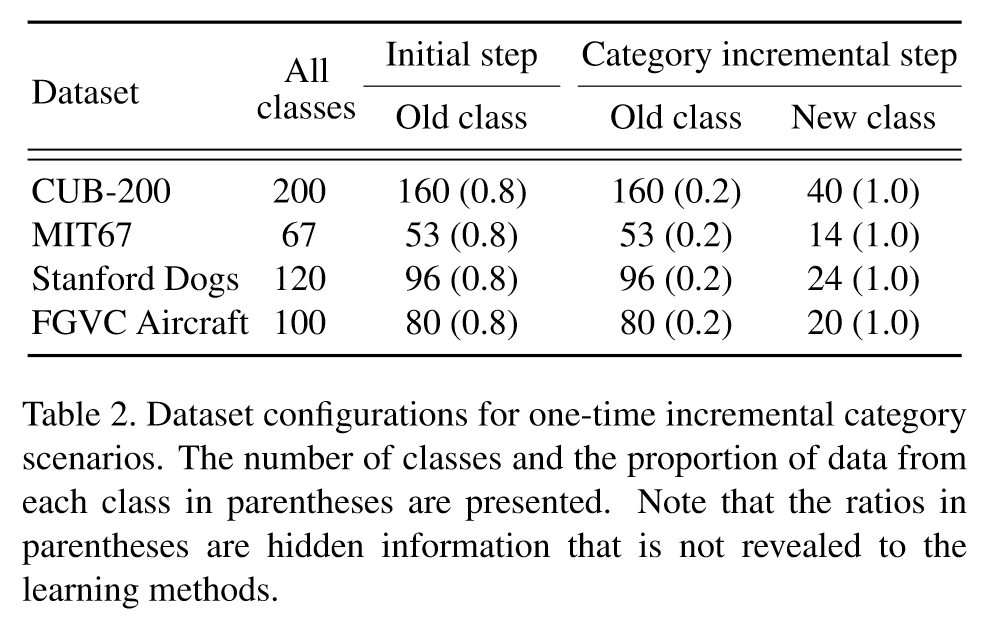 Dataset All classes Initial step Category incremental step
Old class Old class New class
CUB-200 200 160 (0.8) 160 (0.2) 40 (1.0)
MIT67 67 53 (0.8) 53 (0.2) 14 (1.0)
Stanford Dogs 120 96 (0.8) 96 (0.2) 24 (1.0)
FGVC Aircraft 100 80 (0.8) 80 (0.2) 20 (1.0)
Table 2. Dataset configurations for one-time incremental category
scenarios. The number of classes and the proportion of data from
each class in parentheses are presented. Note that the ratios in
parentheses are hidden information that is not revealed to the
learning methods.